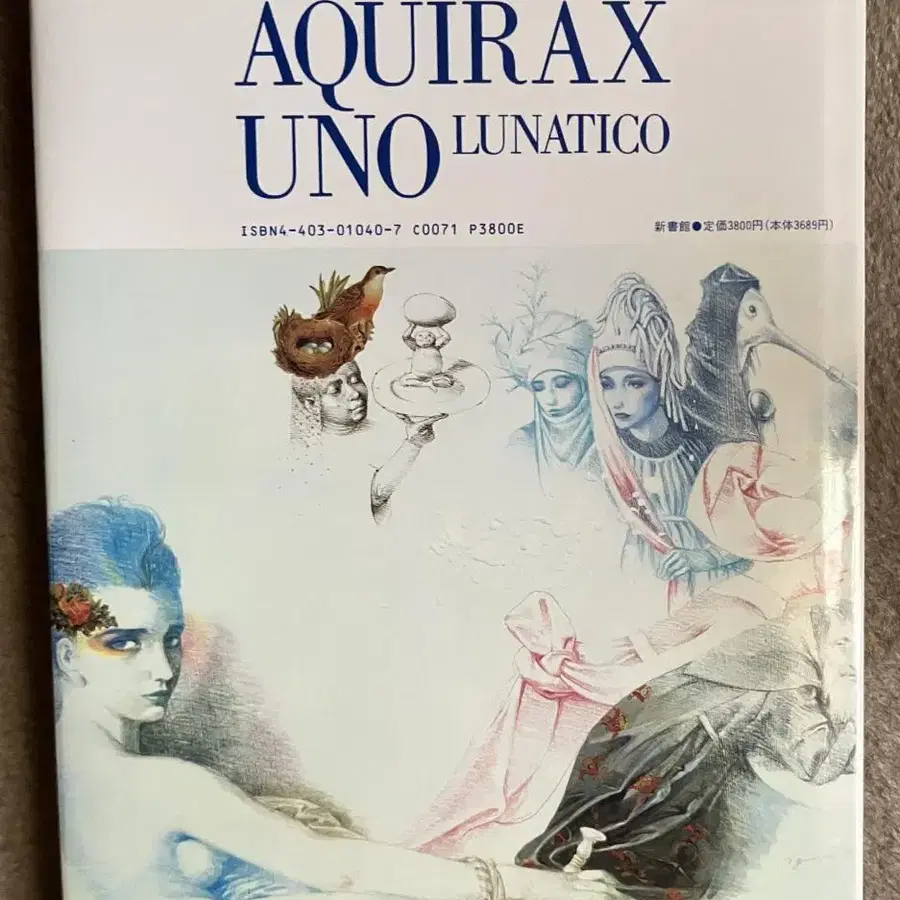 AQUIRAX
UNO LUNATICO
ISBN4-403-01040-7 C0071 P3800E
新書館●定価3800円(本体3689円)